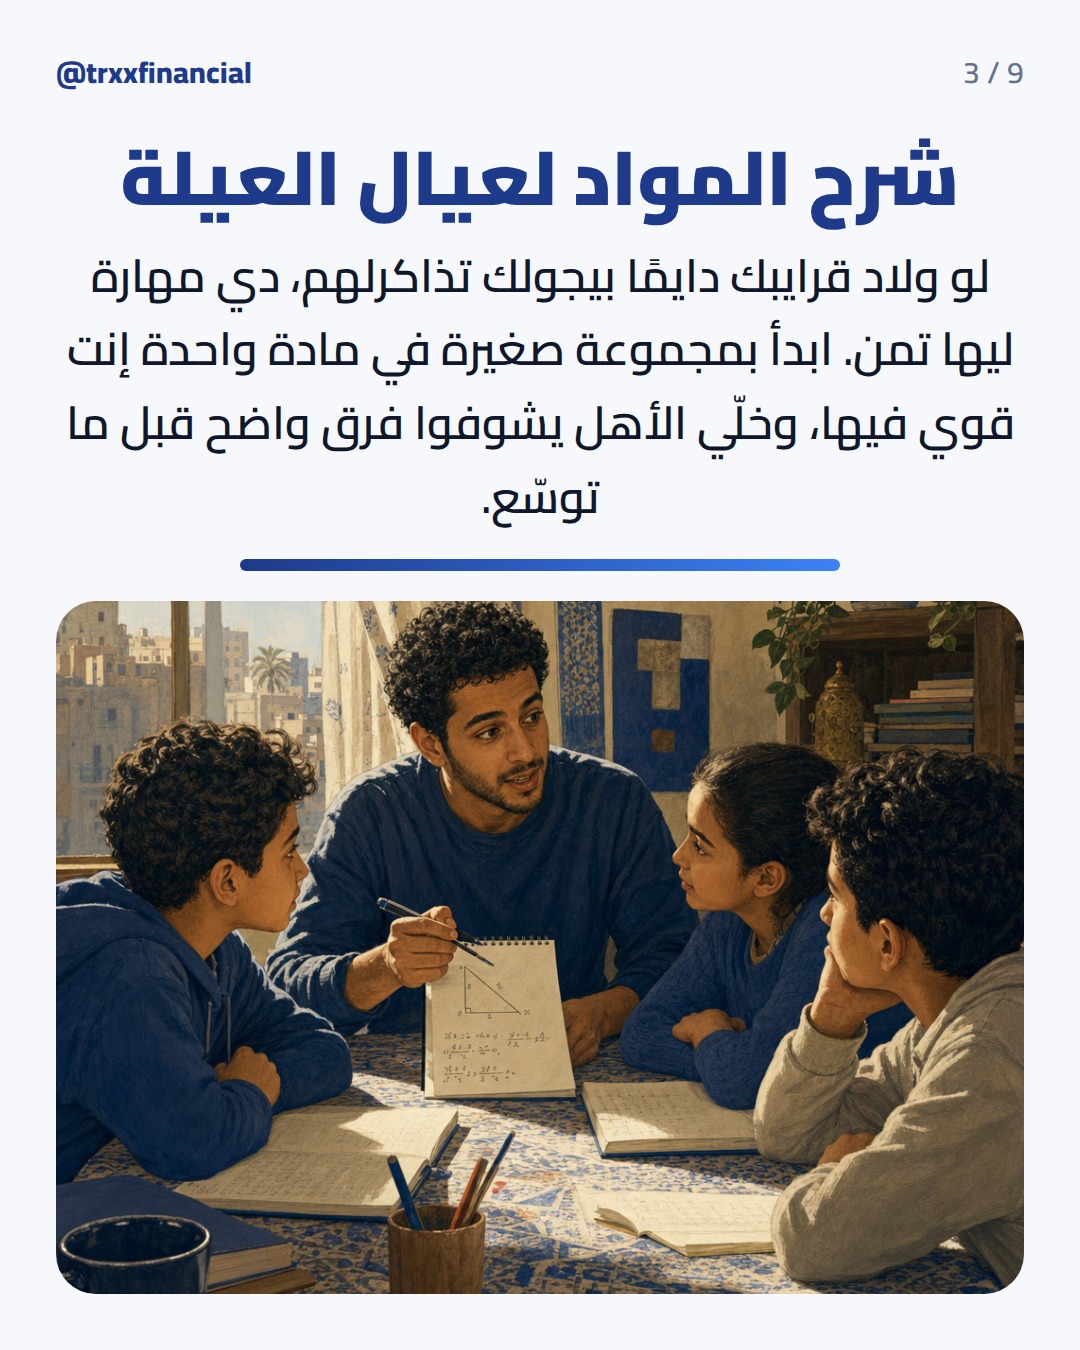 @trxxfinancial
3 / 9
شرح المواد لعيال العيلة
لو ولاد قرايبك دايمًا بيجولك تذاكرلهم، دي مهارة
ليها تمن. ابدأ بمجموعة صغيرة في مادة واحدة إنت
قوي فيها، وخلّي الأهل يشوفوا فرق واضح قبل ما
توسّع.